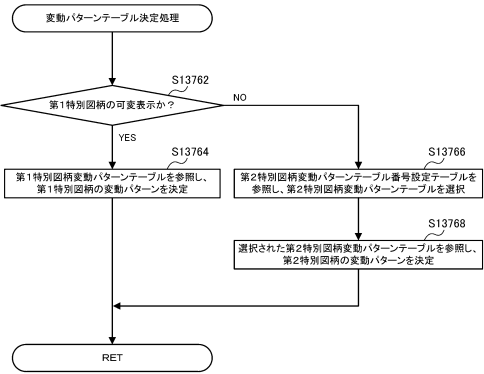 変動パターンテーブル決定処理
S13762
第1特別図柄の可変表示か？
NO
YES
S13764
第1特別図柄変動パターンテーブルを参照し、
第1特別図柄の変動パターンを決定
S13766
第2特別図柄変動パターンテーブル番号設定テーブルを
参照し、第2特別図柄変動パターンテーブルを選択
S13768
選択された第2特別図柄変動パターンテーブルを参照し、
第2特別図柄の変動パターンを決定
RET